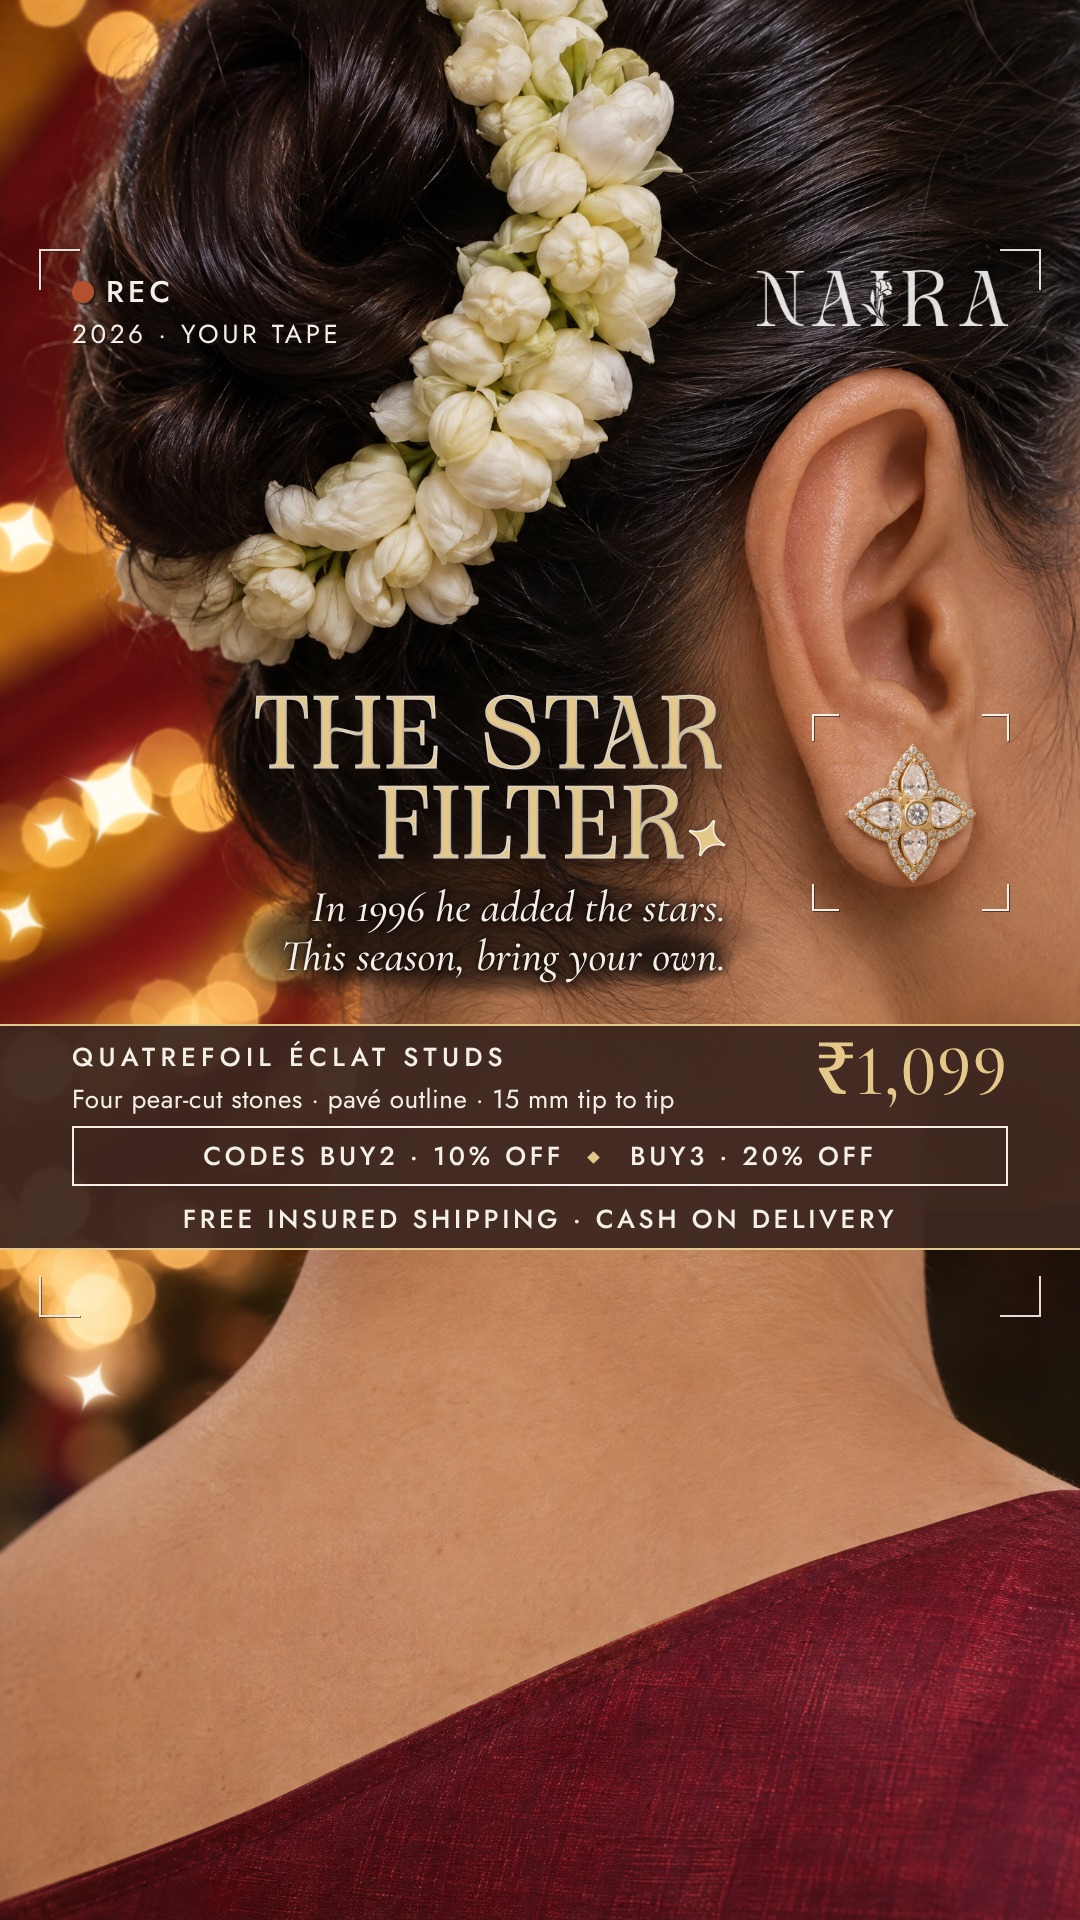 REC
2026 · YOUR TAPE
NAIRA
THE STAR
FILTER
In 1996 he added the stars.
This season, bring your own.
QUATREFOIL ÉCLAT STUDS
₹1,099
Four pear-cut stones · pavé outline · 15 mm tip to tip
CODES BUY2 · 10% OFF ◆ BUY3 · 20% OFF
FREE INSURED SHIPPING · CASH ON DELIVERY